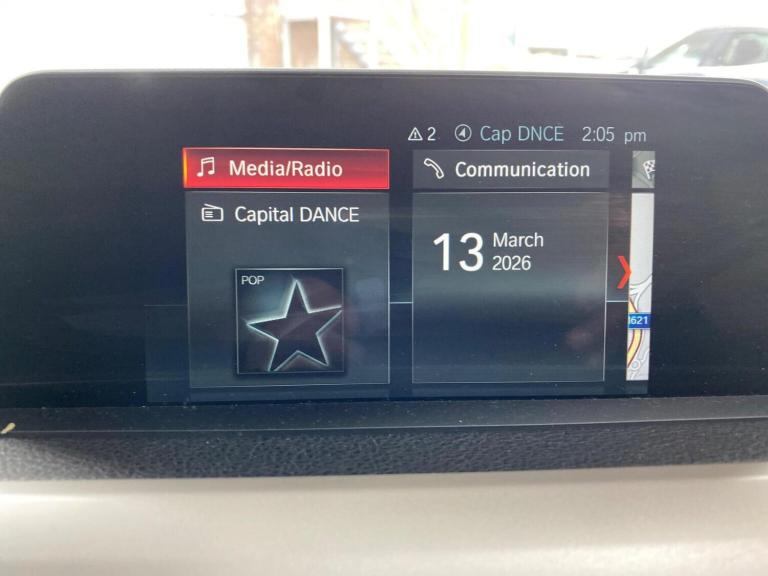 2 Cap DNCE 2:05 pm
Media/Radio
Communication
Capital DANCE
13 March
2026
POP